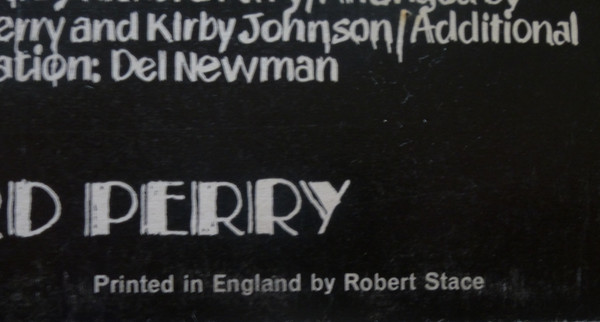 erry and Kirby Johnson/Additional
ation: Del Newman
RD PERRY
Printed in England by Robert Stace